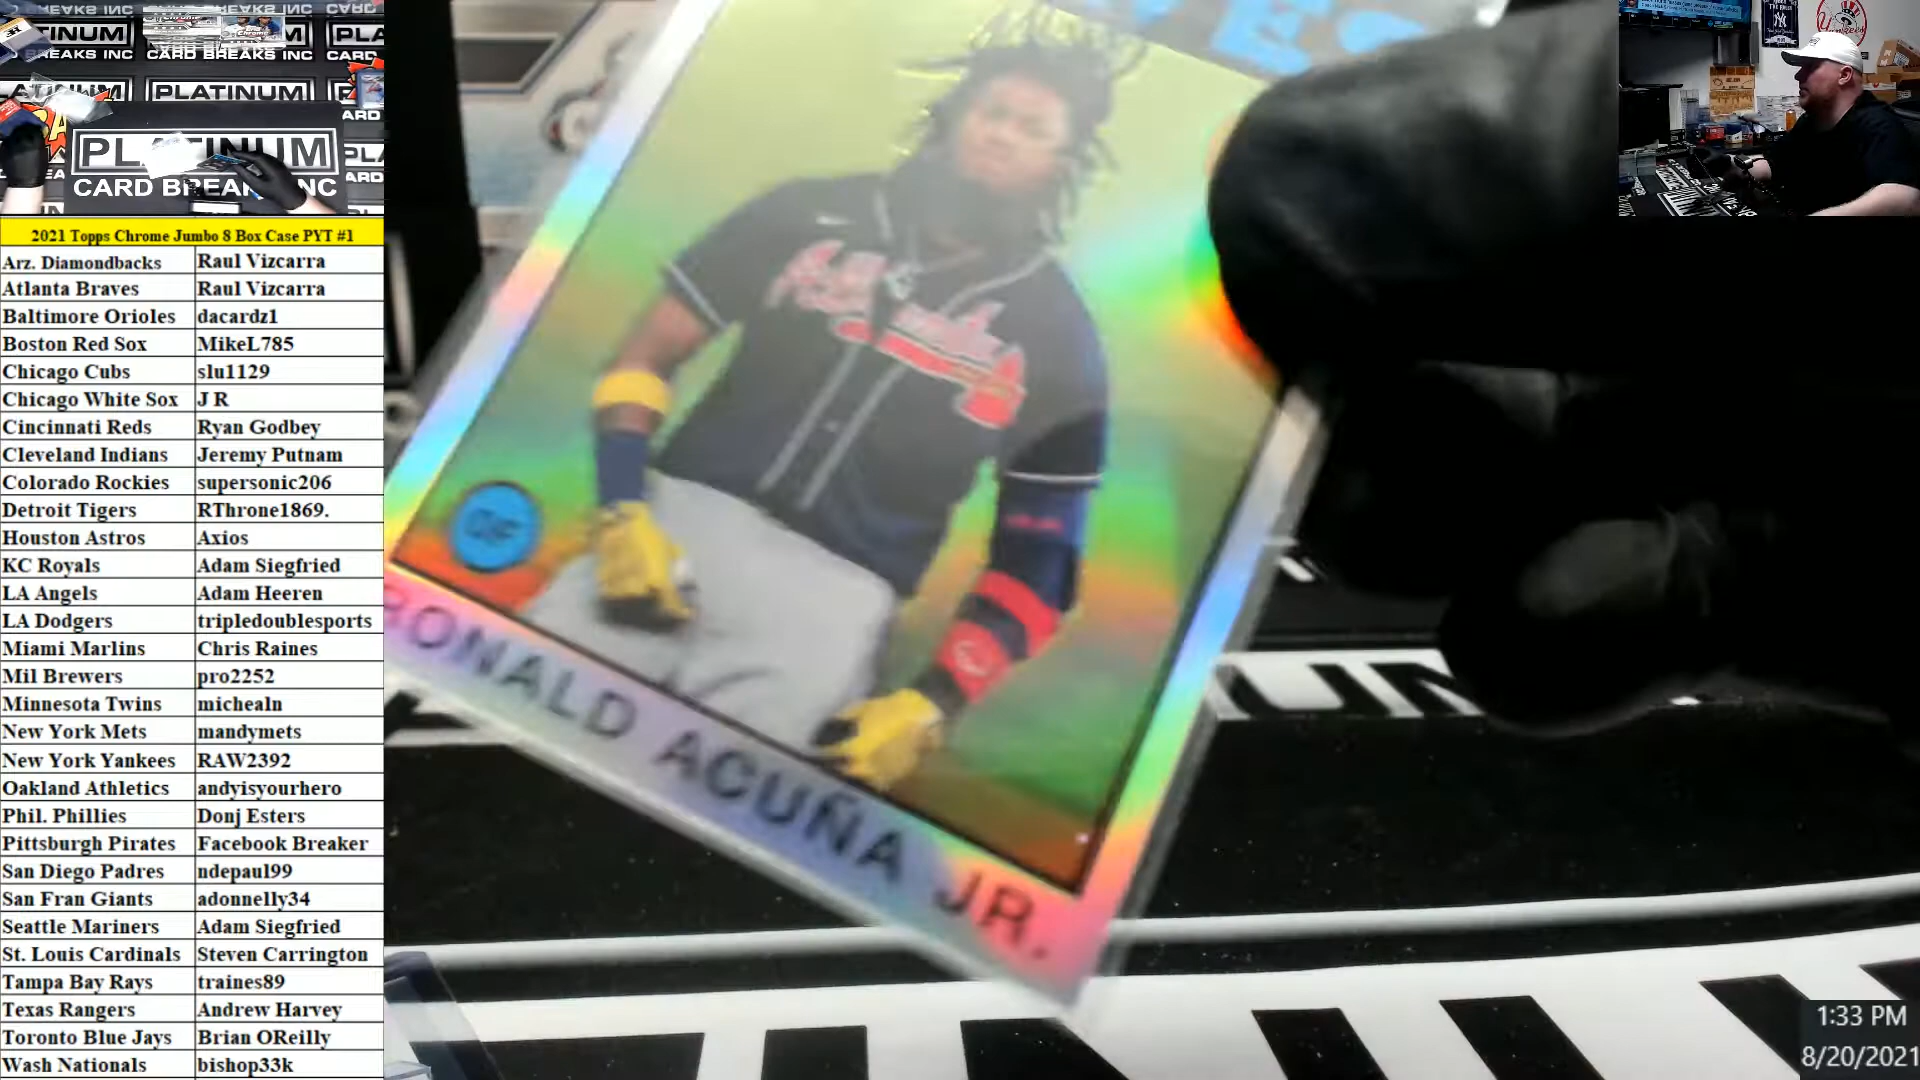 PLATINUM
CARD BREAKS INC
PLATINUM
PLATINUM
CARD BREAKS INC
2021 Topps Chrome Jumbo 8 Box Case PYT #1
Arz. Diamondbacks Raul Vizcarra
Atlanta Braves Raul Vizcarra
Baltimore Orioles dacardz1
Boston Red Sox MikeL785
Chicago Cubs slu1129
Chicago White Sox J R
Cincinnati Reds Ryan Godbey
Cleveland Indians Jeremy Putnam
Colorado Rockies supersonic206
Detroit Tigers RThrone1869.
Houston Astros Axios
KC Royals Adam Siegfried
LA Angels Adam Heeren
LA Dodgers tripledoublesports
Miami Marlins Chris Raines
Mil Brewers pro2252
Minnesota Twins michealn
New York Mets mandymets
New York Yankees RAW2392
Oakland Athletics andyisyourhero
Phil. Phillies Donj Esters
Pittsburgh Pirates Facebook Breaker
San Diego Padres ndepaul99
San Fran Giants adonnelly34
Seattle Mariners Adam Siegfried
St. Louis Cardinals Steven Carrington
Tampa Bay Rays traines89
Texas Rangers Andrew Harvey
Toronto Blue Jays Brian OReilly
Wash Nationals bishop33k
OF
RONALD ACUÑA JR.
1:33 PM
8/20/2021